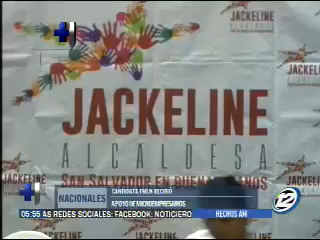 JACKELINE
ALCALDESA
JACKELINE
ALCALDESA
SAN SALVADOR EN BUENAS MANOS
JACKELINE
JACKELINE
NACIONALES
CANDIDATA FMLN RECIBIÓ
APOYO DE MICROEMPRESARIOS
05:55 AS REDES SOCIALES: FACEBOOK: NOTICIERO
HECHOS AM
12